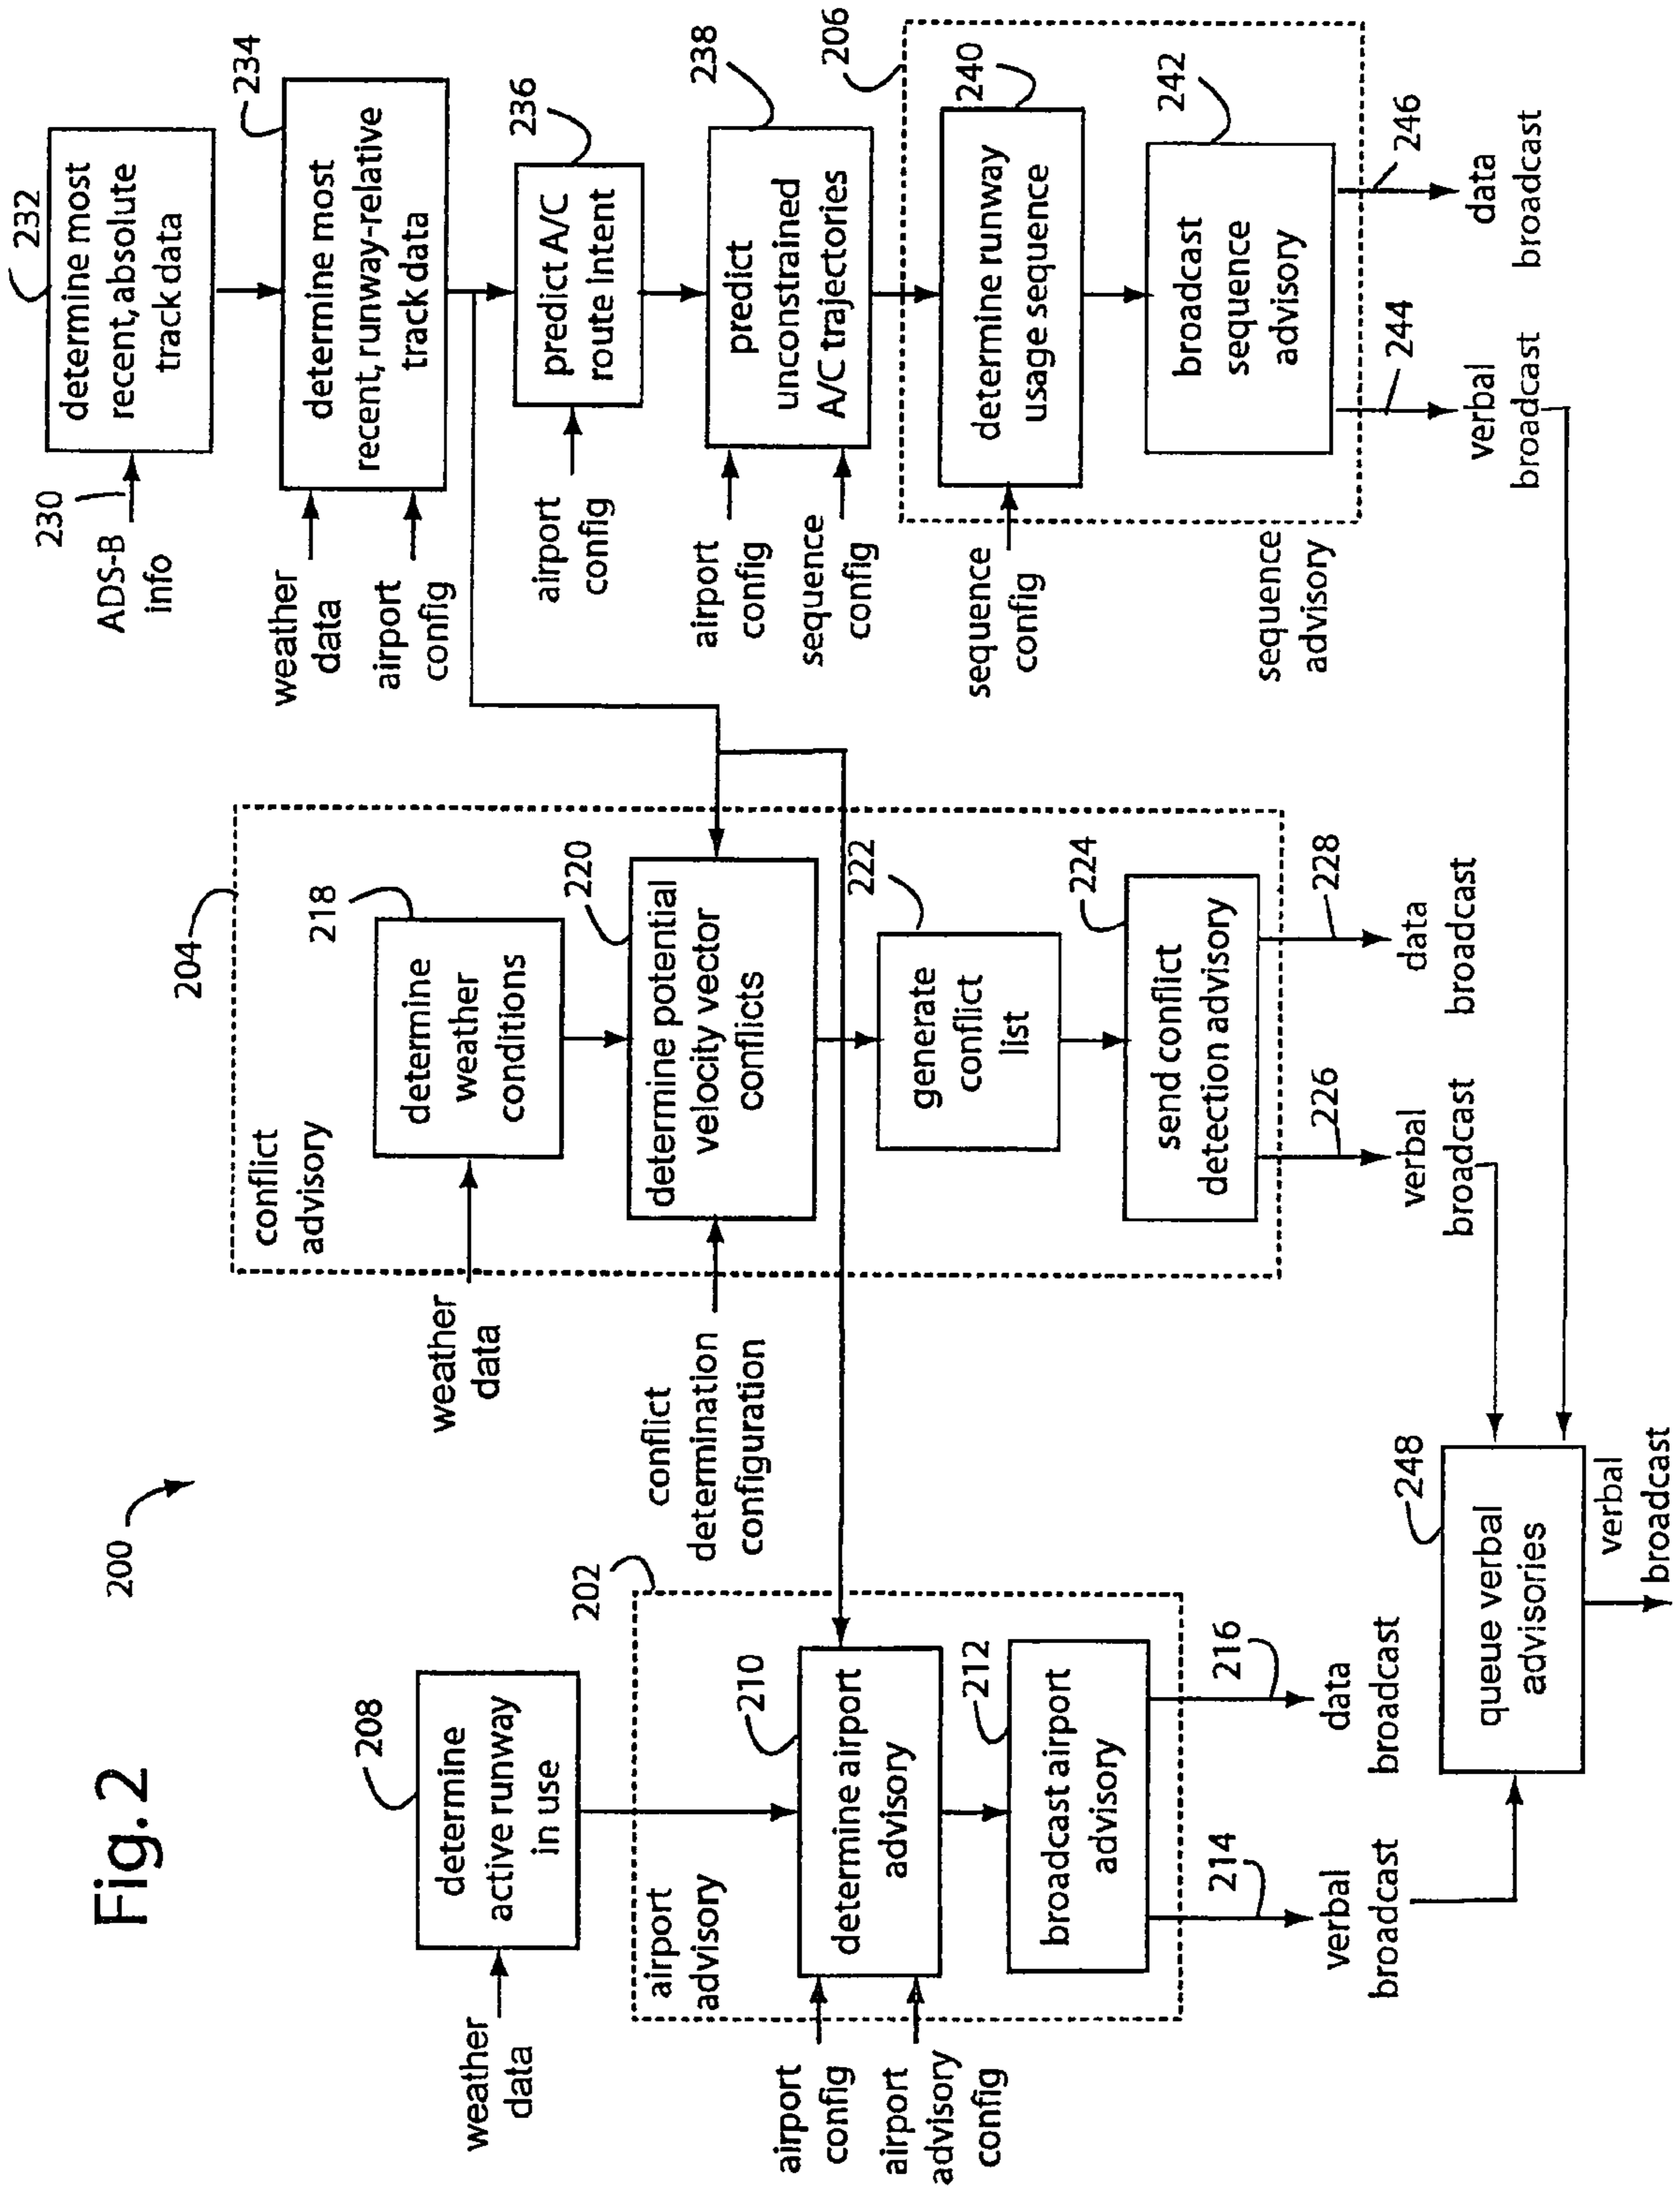 Fig. 2
200
208
determine
active runway
in use
weather
data
202
airport
advisory
210
determine airport
advisory
airport
config
airport
advisory
config
212
broadcast airport
advisory
214
216
verbal
broadcast
data
broadcast
204
conflict
advisory
218
determine
weather
conditions
weather
data
220
determine potential
velocity vector
conflicts
conflict
determination
configuration
222
generate
conflict
list
224
send conflict
detection advisory
226
228
verbal
broadcast
data
broadcast
232
determine most
recent, absolute
track data
230
ADS-B
info
234
determine most
recent, runway-relative
track data
weather
data
airport
config
236
predict A/C
route intent
airport
config
238
predict
unconstrained
A/C trajectories
airport
config
sequence
config
206
240
determine runway
usage sequence
sequence
config
242
broadcast
sequence
advisory
sequence
advisory
244
246
verbal
broadcast
data
broadcast
248
queue verbal
advisories
verbal
broadcast